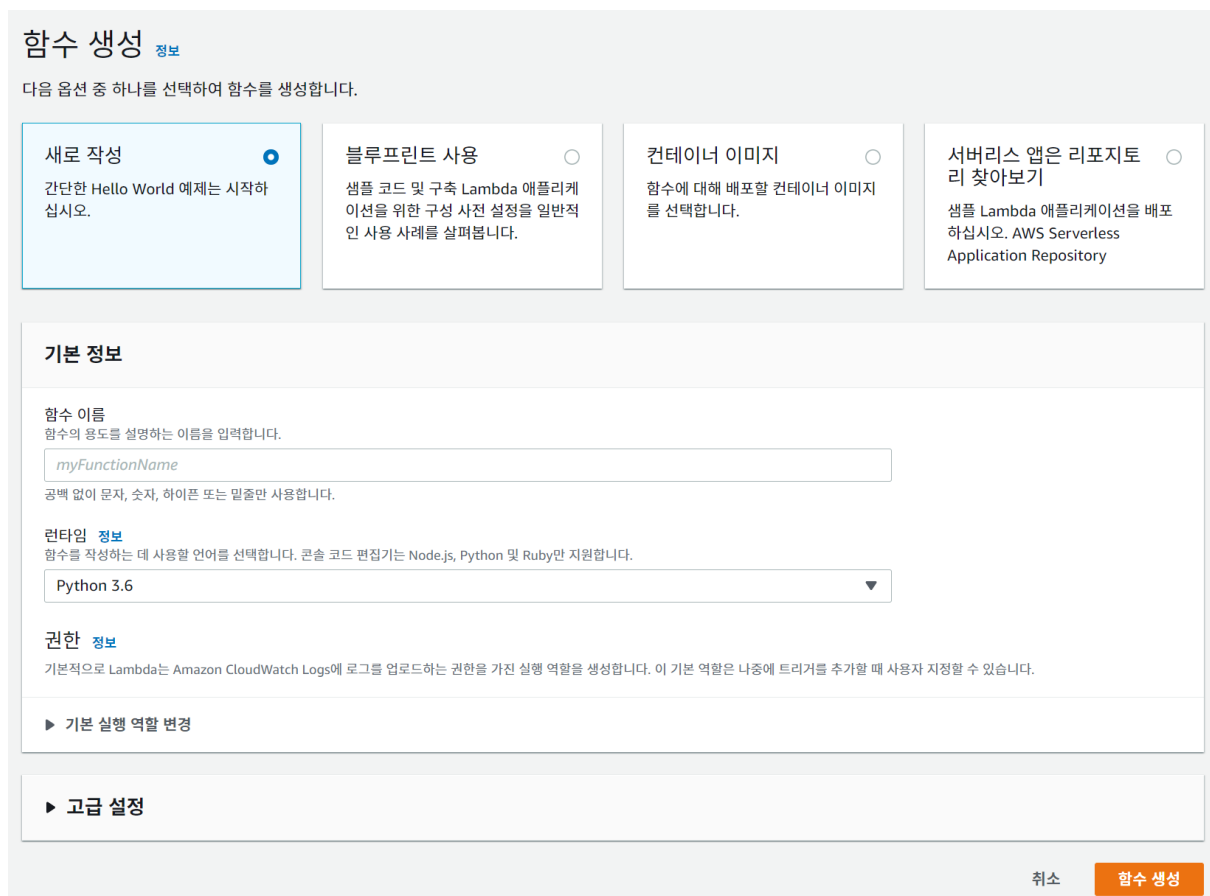 함수 생성 정보
다음 옵션 중 하나를 선택하여 함수를 생성합니다.
새로 작성
간단한 Hello World 예제는 시작하
십시오.
블루프린트 사용
샘플 코드 및 구축 Lambda 애플리케
이션을 위한 구성 사전 설정을 일반적
인 사용 사례를 살펴봅니다.
컨테이너 이미지
함수에 대해 배포할 컨테이너 이미지
를 선택합니다.
서버리스 앱은 리포지토
리 찾아보기
샘플 Lambda 애플리케이션을 배포
하십시오. AWS Serverless
Application Repository
기본 정보
함수 이름
함수의 용도를 설명하는 이름을 입력합니다.
myFunctionName
공백 없이 문자, 숫자, 하이픈 또는 밑줄만 사용합니다.
런타임 정보
함수를 작성하는 데 사용할 언어를 선택합니다. 콘솔 코드 편집기는 Node.js, Python 및 Ruby만 지원합니다.
Python 3.6
권한 정보
기본적으로 Lambda는 Amazon CloudWatch Logs에 로그를 업로드하는 권한을 가진 실행 역할을 생성합니다. 이 기본 역할은 나중에 트리거를 추가할 때 사용자 지정할 수 있습니다.
기본 실행 역할 변경
고급 설정
취소
함수 생성